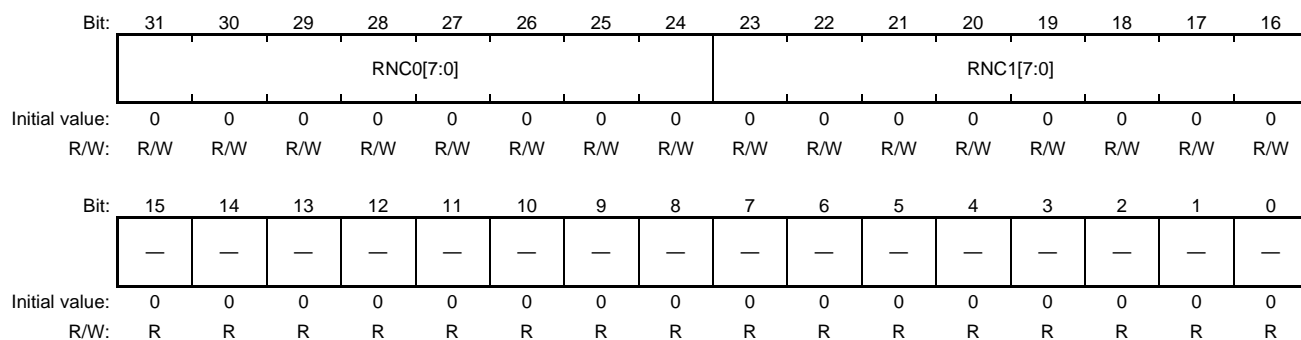 Bit: 31 30 29 28 27 26 25 24 23 22 21 20 19 18 17 16
RNC0[7:0] RNC1[7:0]
Initial value: 0 0 0 0 0 0 0 0 0 0 0 0 0 0 0 0
R/W: R/W R/W R/W R/W R/W R/W R/W R/W R/W R/W R/W R/W R/W R/W R/W R/W
Bit: 15 14 13 12 11 10 9 8 7 6 5 4 3 2 1 0
— — — — — — — — — — — — — — — —
Initial value: 0 0 0 0 0 0 0 0 0 0 0 0 0 0 0 0
R/W: R R R R R R R R R R R R R R R R